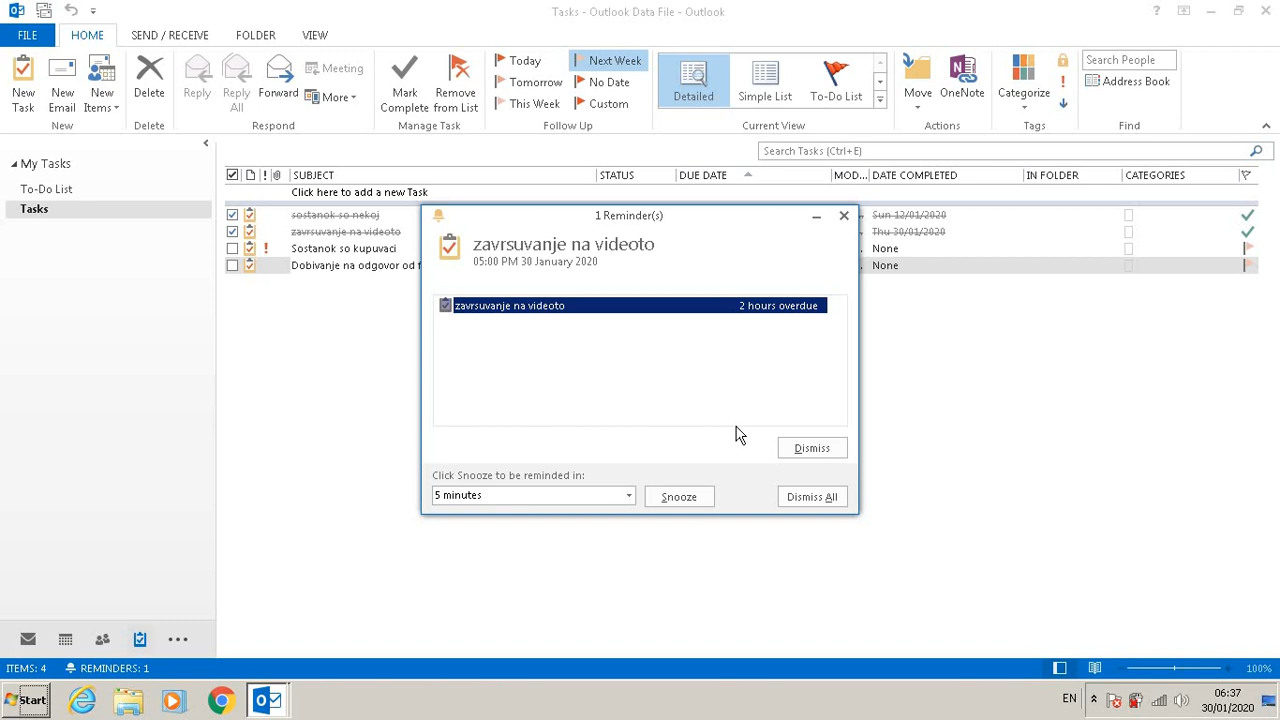 Tasks - Outlook Data File - Outlook
FILE
HOME
SEND / RECEIVE
FOLDER
VIEW
New Task
New Email
New Items
New
Delete
Delete
Reply
Reply All
Forward
Meeting
More
Respond
Mark Complete
Remove from List
Manage Task
Today
Tomorrow
This Week
Next Week
No Date
Custom
Follow Up
Detailed
Simple List
To-Do List
Current View
Move
OneNote
Actions
Categorize
Tags
Search People
Address Book
Find
My Tasks
To-Do List
Tasks
Search Tasks (Ctrl+E)
SUBJECT STATUS DUE DATE MOD... DATE COMPLETED IN FOLDER CATEGORIES
Click here to add a new Task
sostanok so nekoj Sun 12/01/2020
zavrsuvanje na videoto Thu 30/01/2020
Sostanok so kupuvaci None
Dobivanje na odgovor od f None
1 Reminder(s)
zavrsuvanje na videoto
05:00 PM 30 January 2020
zavrsuvanje na videoto 2 hours overdue
Dismiss
Click Snooze to be reminded in:
5 minutes
Snooze
Dismiss All
ITEMS: 4
REMINDERS: 1
100%
Start
EN
06:37
30/01/2020